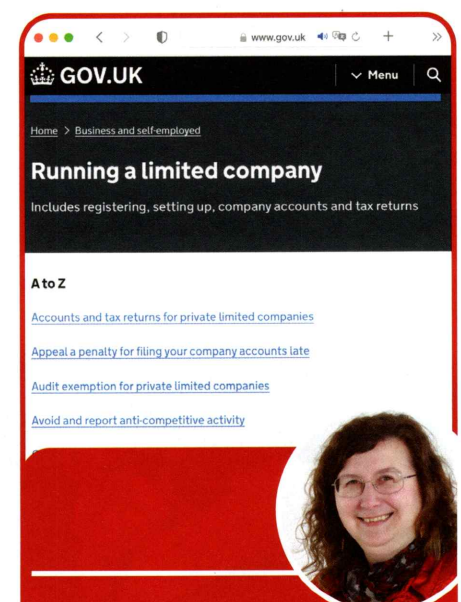 www.gov.uk
GOV.UK
Menu
Home > Business and self-employed
Running a limited company
Includes registering, setting up, company accounts and tax returns
A to Z
Accounts and tax returns for private limited companies
Appeal a penalty for filing your company accounts late
Audit exemption for private limited companies
Avoid and report anti-competitive activity